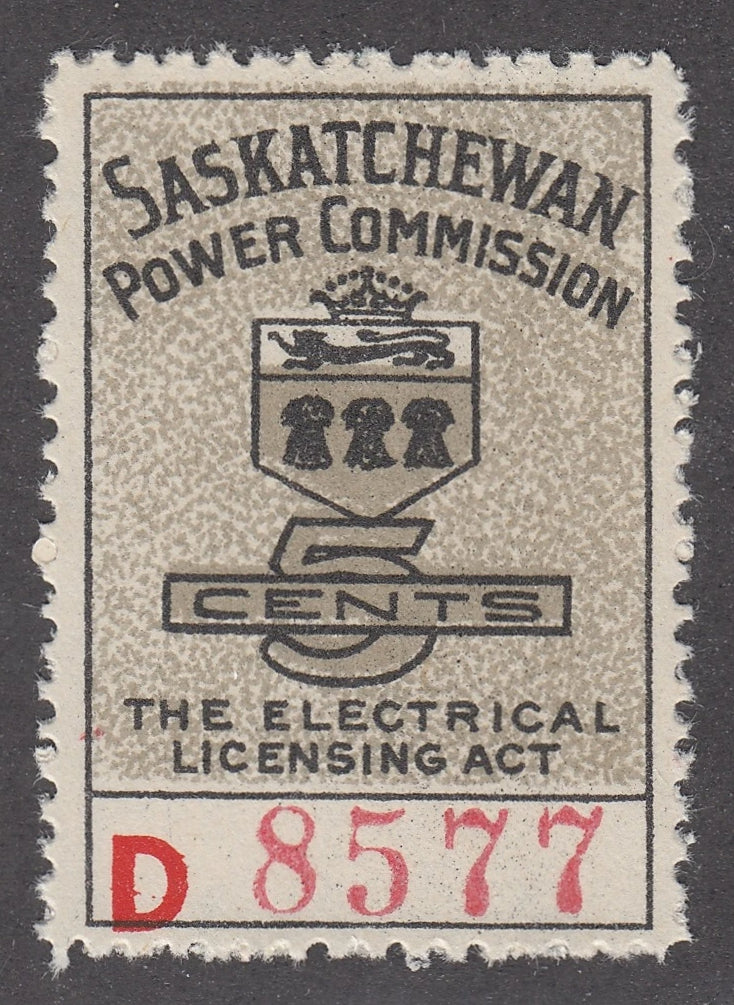 SASKATCHEWAN
POWER COMMISSION
5
CENTS
THE ELECTRICAL
LICENSING ACT
D 8577